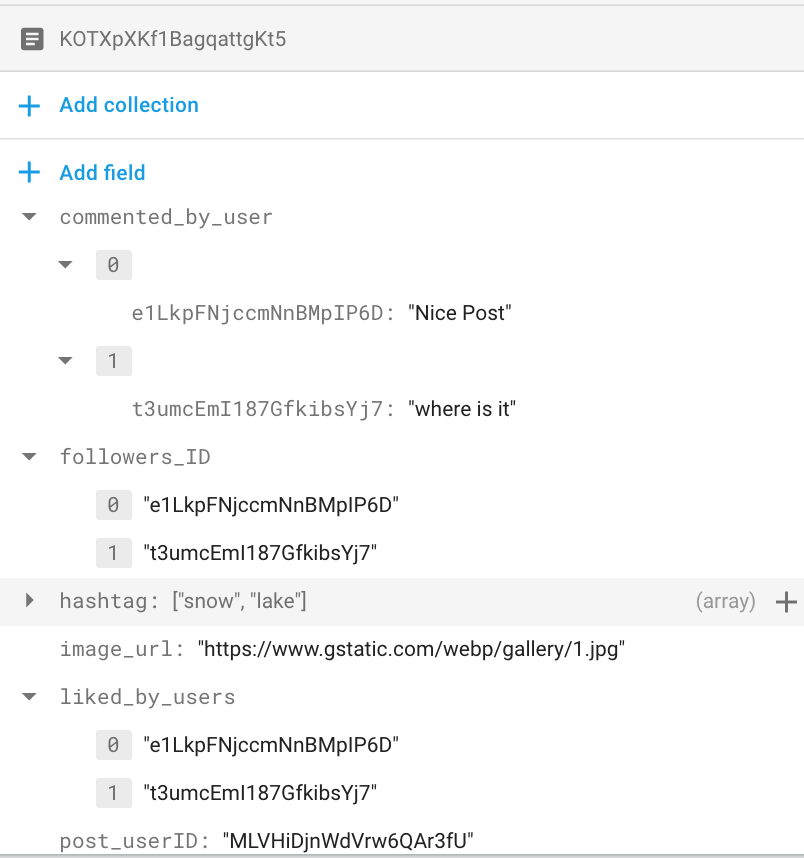 KOTXpXKf1BagqattgKt5
Add collection
Add field
commented_by_user
0
e1LkpFNjccmNnBMpIP6D: "Nice Post"
1
t3umcEmI187GfkibsYj7: "where is it"
followers_ID
0 "e1LkpFNjccmNnBMpIP6D"
1 "t3umcEmI187GfkibsYj7"
hashtag: ["snow", "lake"] (array)
image_url: "https://www.gstatic.com/webp/gallery/1.jpg"
liked_by_users
0 "e1LkpFNjccmNnBMpIP6D"
1 "t3umcEmI187GfkibsYj7"
post_userID: "MLVHiDjnWdVrw6QAr3fU"